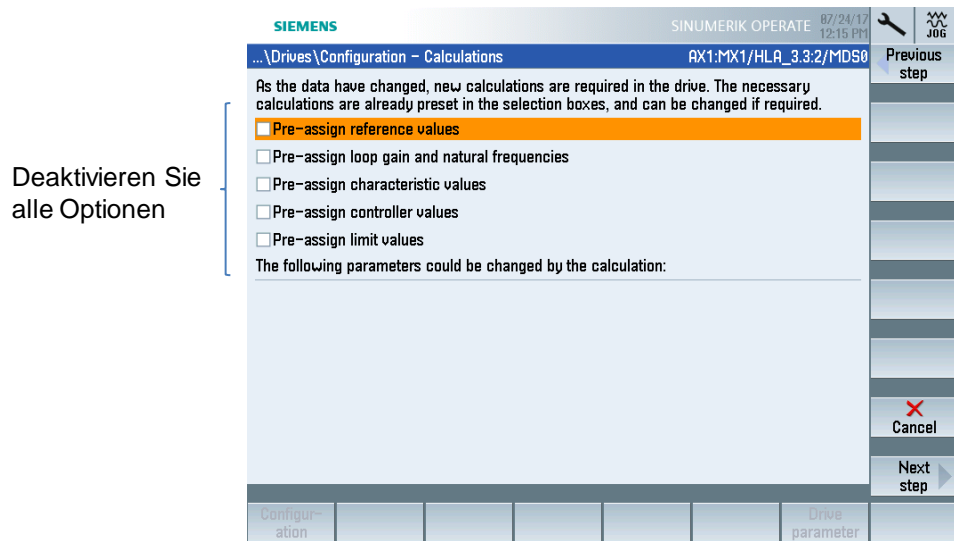 SIEMENS
SINUMERIK OPERATE
07/24/17
12:15 PM
JOG
...\Drives\Configuration - Calculations
AX1:MX1/HLA_3.3:2/MDS0
Previous
step
As the data have changed, new calculations are required in the drive. The necessary
calculations are already preset in the selection boxes, and can be changed if required.
Pre-assign reference values
Pre-assign loop gain and natural frequencies
Deaktivieren Sie
alle Optionen
Pre-assign characteristic values
Pre-assign controller values
Pre-assign limit values
The following parameters could be changed by the calculation:
Cancel
Next
step
Configur-
ation
Drive
parameter